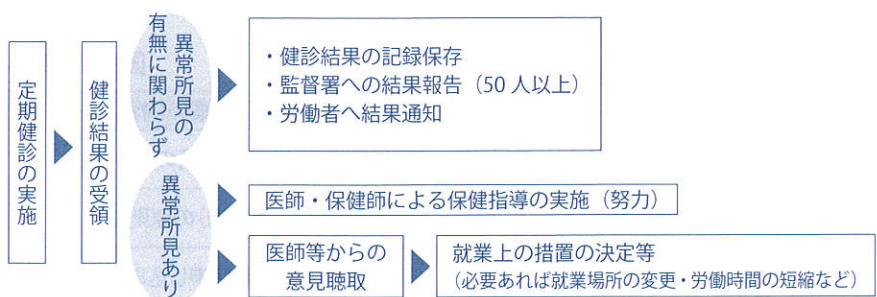 定期健診の実施
健診結果の受領
異常所見の
有無に関わらず
・健診結果の記録保存
・監督署への結果報告（50人以上）
・労働者へ結果通知
異常所見あり
医師・保健師による保健指導の実施（努力）
医師等からの
意見聴取
就業上の措置の決定等
（必要あれば就業場所の変更・労働時間の短縮など）